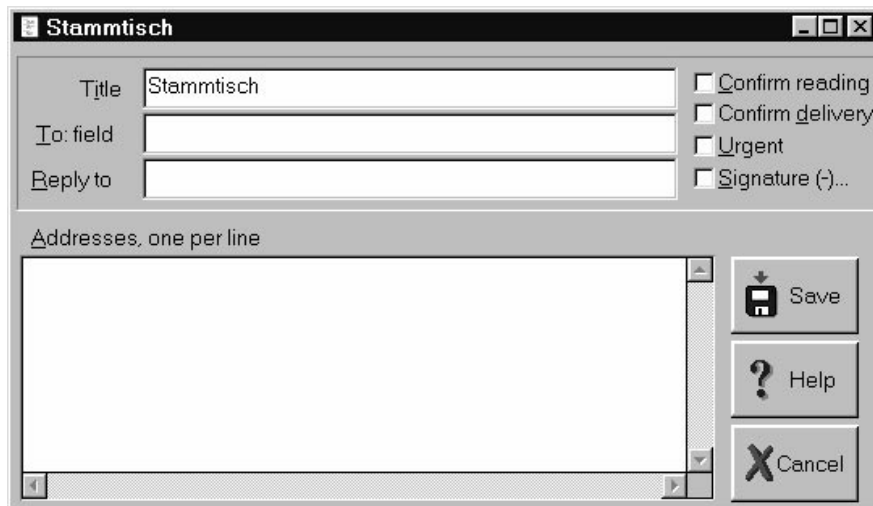 Stammtisch
Title Stammtisch
To: field
Reply to
Confirm reading
Confirm delivery
Urgent
Signature (-)...
Addresses, one per line
Save
Help
Cancel